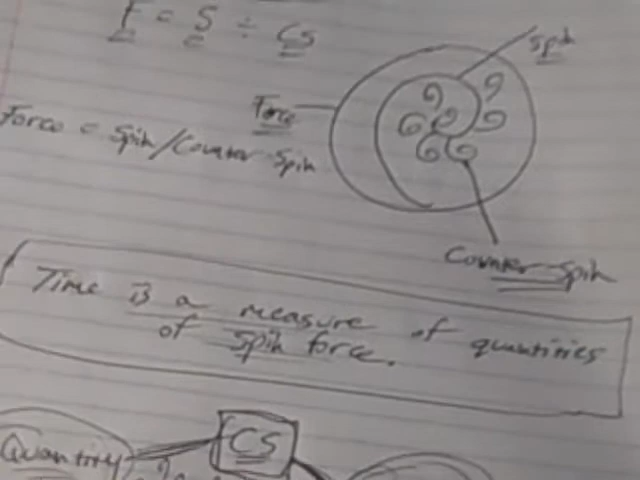 F = S ÷ CS
Spin
Force
Force = Spin/Counter-Spin
Counter-Spin
Time is a measure of quantities
of Spin force.
Quantity
CS